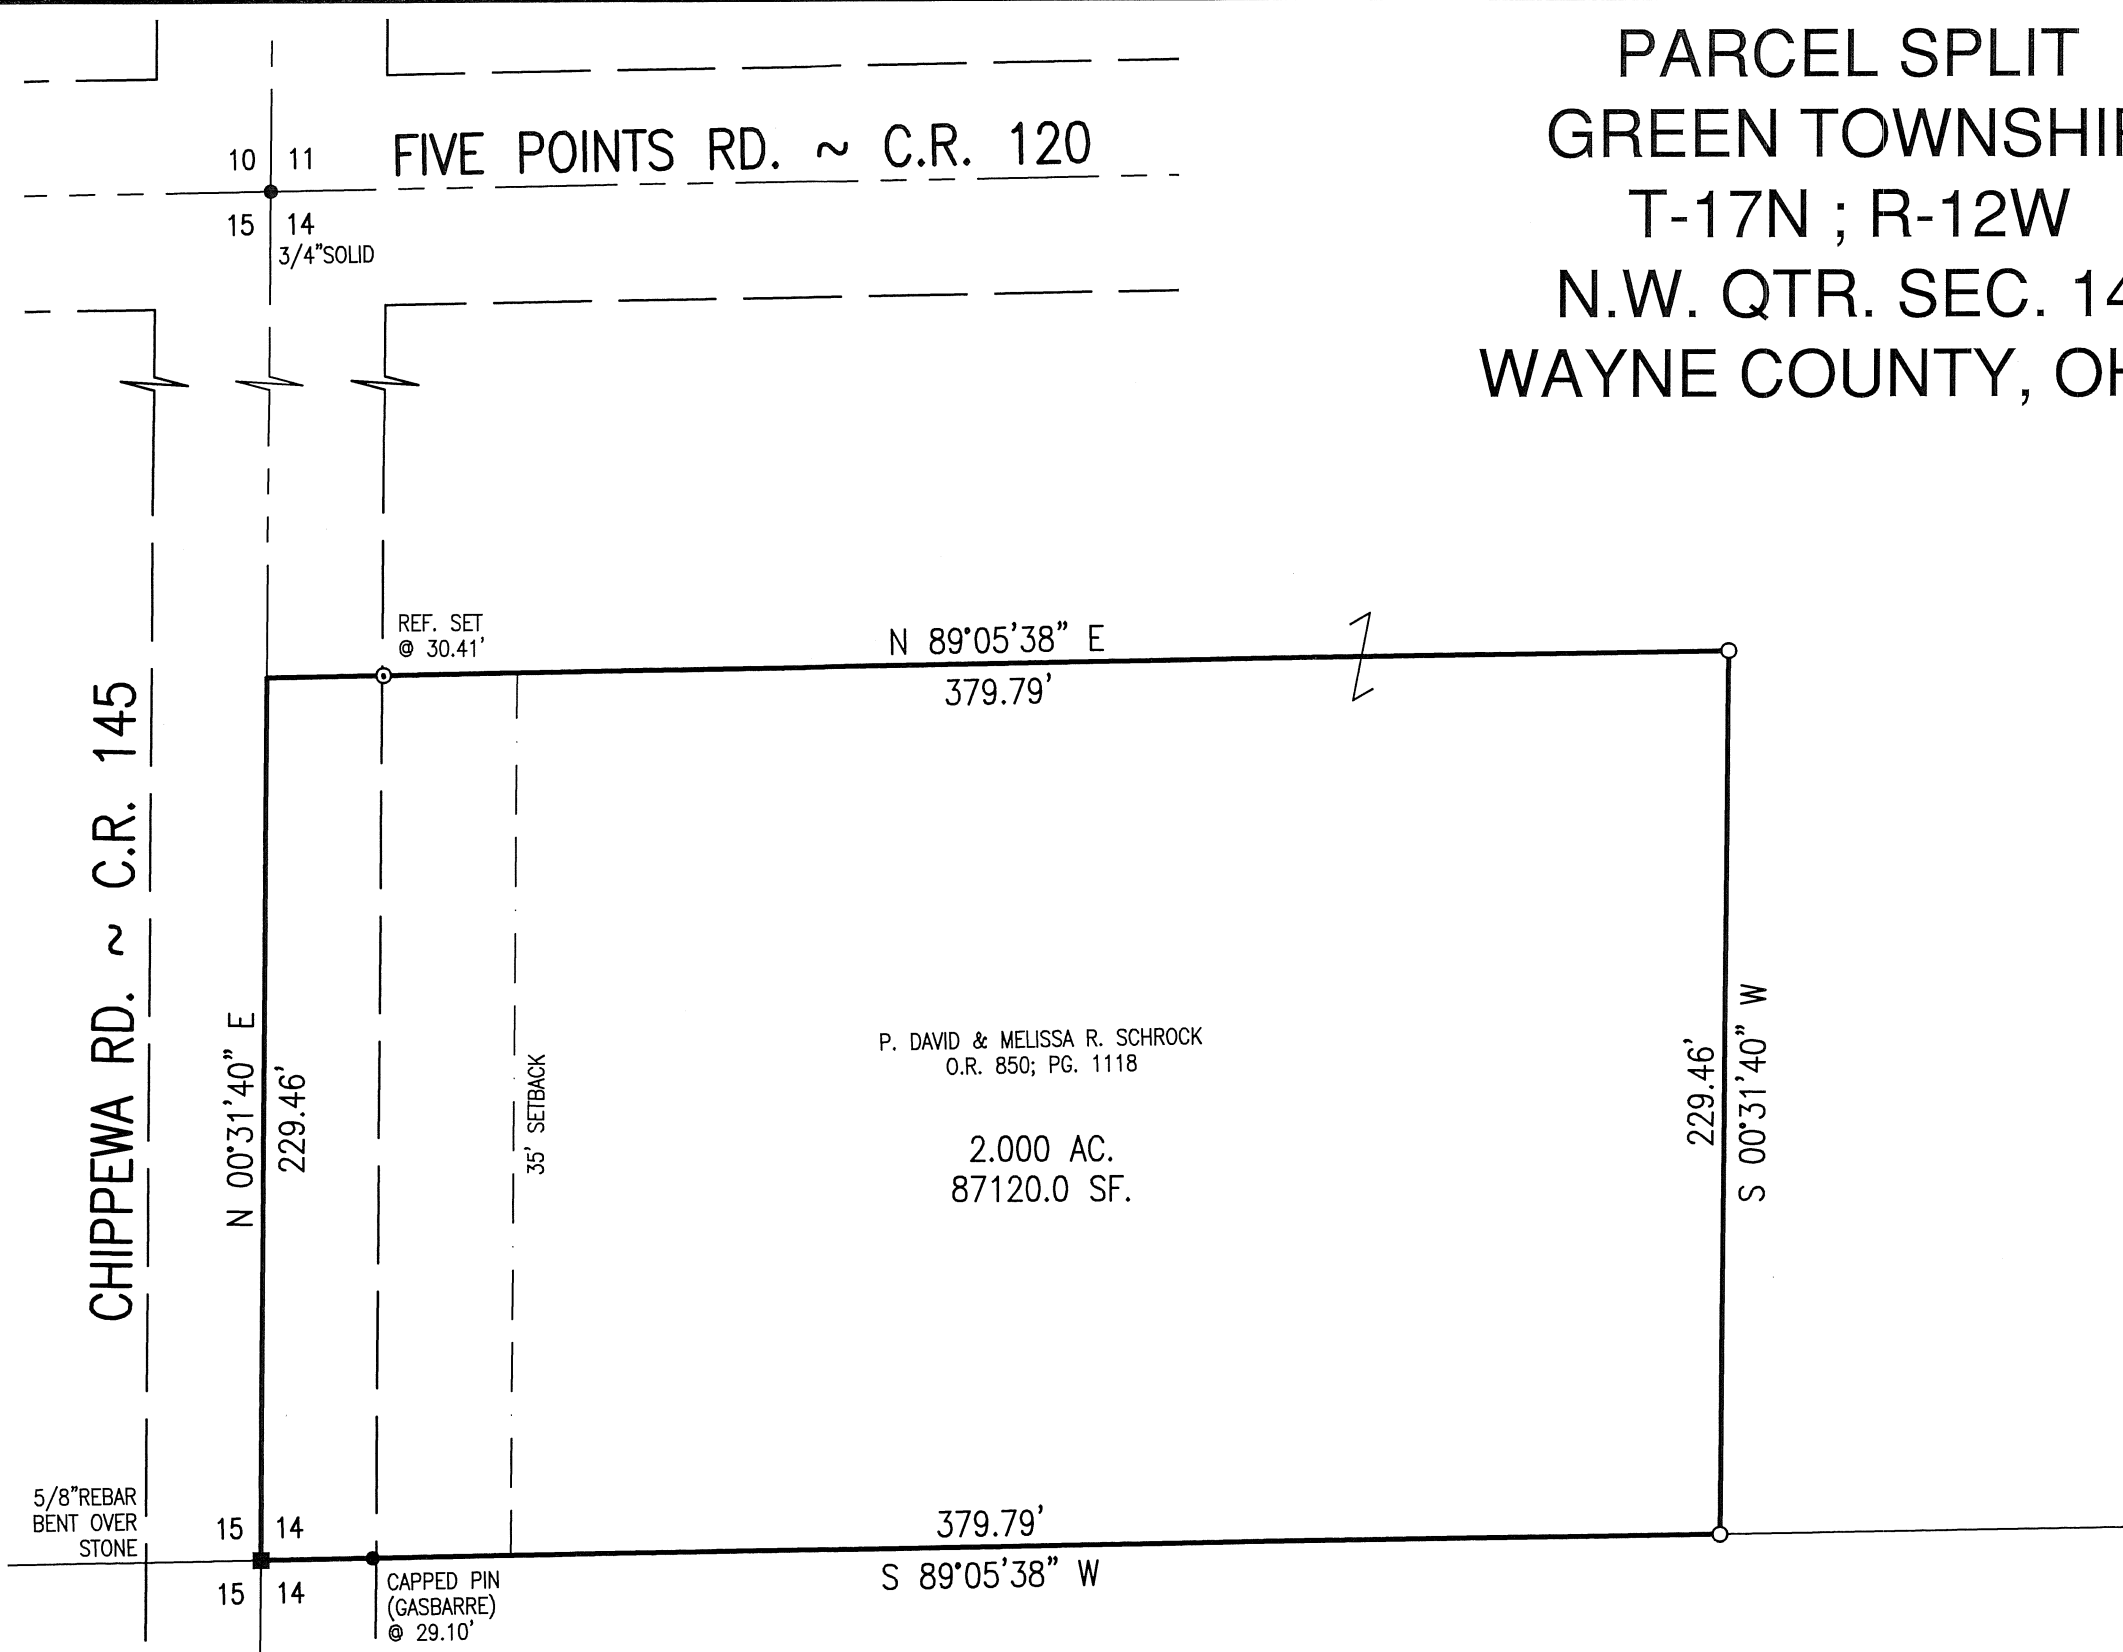 PARCEL SPLIT
GREEN TOWNSHIP
T-17N ; R-12W
N.W. QTR. SEC. 14
WAYNE COUNTY, OH
FIVE POINTS RD. ~ C.R. 120
10 11
15 14
3/4"SOLID
REF. SET
@ 30.41'
N 89°05'38" E
379.79'
CHIPPEWA RD. ~ C.R. 145
N 00°31'40" E
229.46'
35' SETBACK
P. DAVID & MELISSA R. SCHROCK
O.R. 850; PG. 1118
2.000 AC.
87120.0 SF.
229.46'
S 00°31'40" W
5/8"REBAR
BENT OVER
STONE
15 14
15 14
379.79'
S 89°05'38" W
CAPPED PIN
(GASBARRE)
@ 29.10'